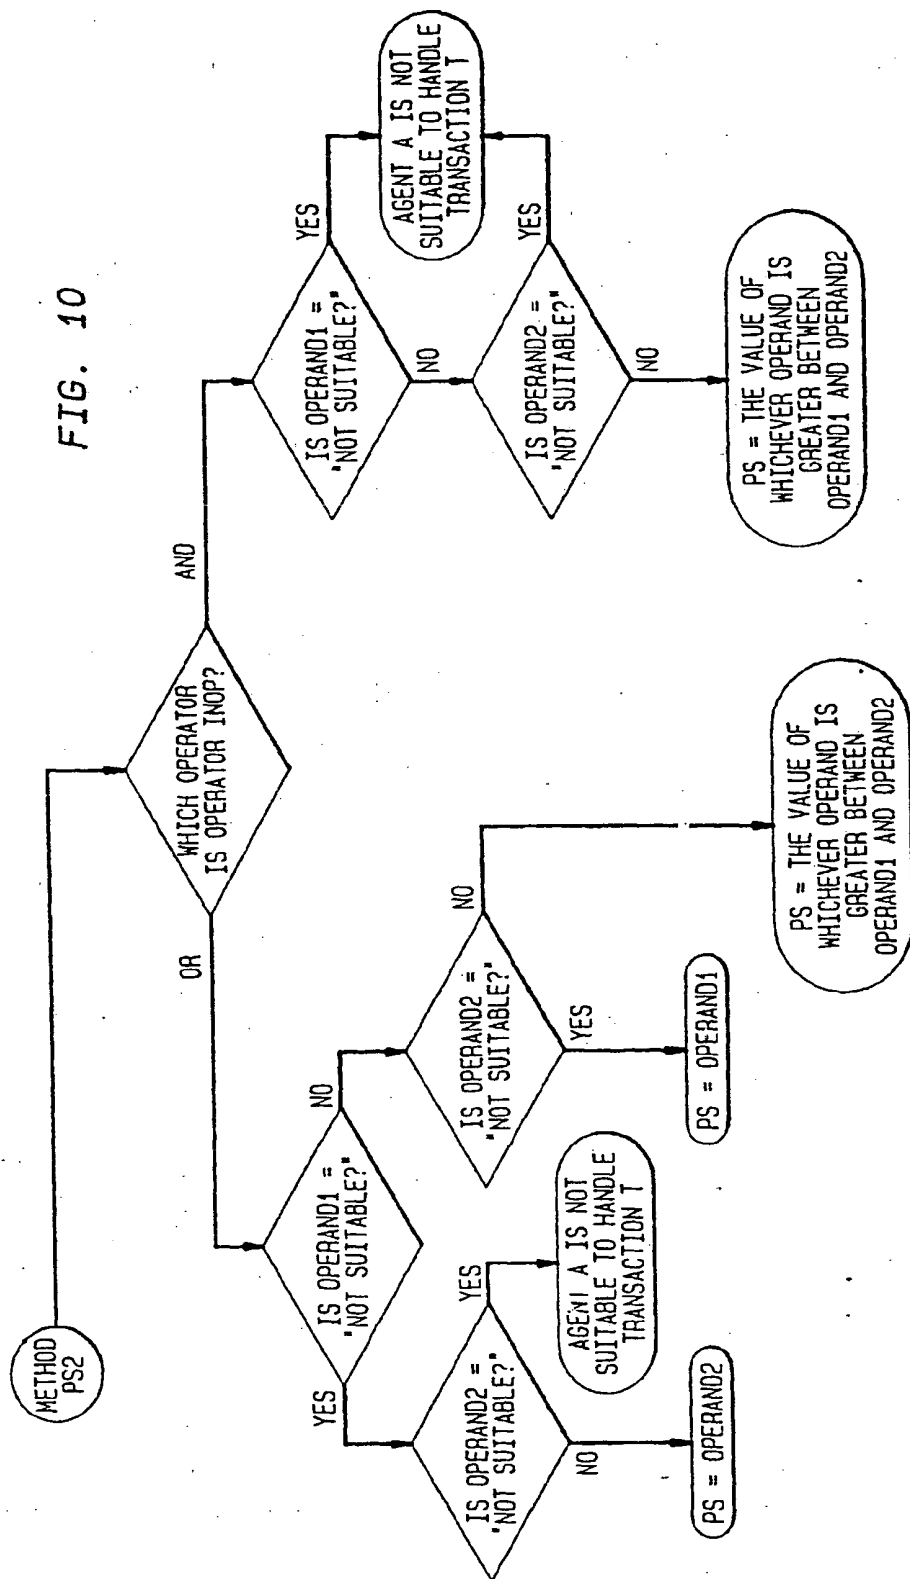 FIG. 10
METHOD
PS2
WHICH OPERATOR
IS OPERATOR INOP?
OR
AND
IS OPERAND1 =
"NOT SUITABLE?"
YES
NO
IS OPERAND2 =
"NOT SUITABLE?"
YES
NO
AGENT A IS NOT
SUITABLE TO HANDLE
TRANSACTION T
PS = OPERAND2
IS OPERAND2 =
"NOT SUITABLE?"
NO
YES
PS = OPERAND1
PS = THE VALUE OF
WHICHEVER OPERAND IS
GREATER BETWEEN
OPERAND1 AND OPERAND2
IS OPERAND1 =
"NOT SUITABLE?"
YES
NO
AGENT A IS NOT
SUITABLE TO HANDLE
TRANSACTION T
IS OPERAND2 =
"NOT SUITABLE?"
YES
NO
PS = THE VALUE OF
WHICHEVER OPERAND IS
GREATER BETWEEN
OPERAND1 AND OPERAND2